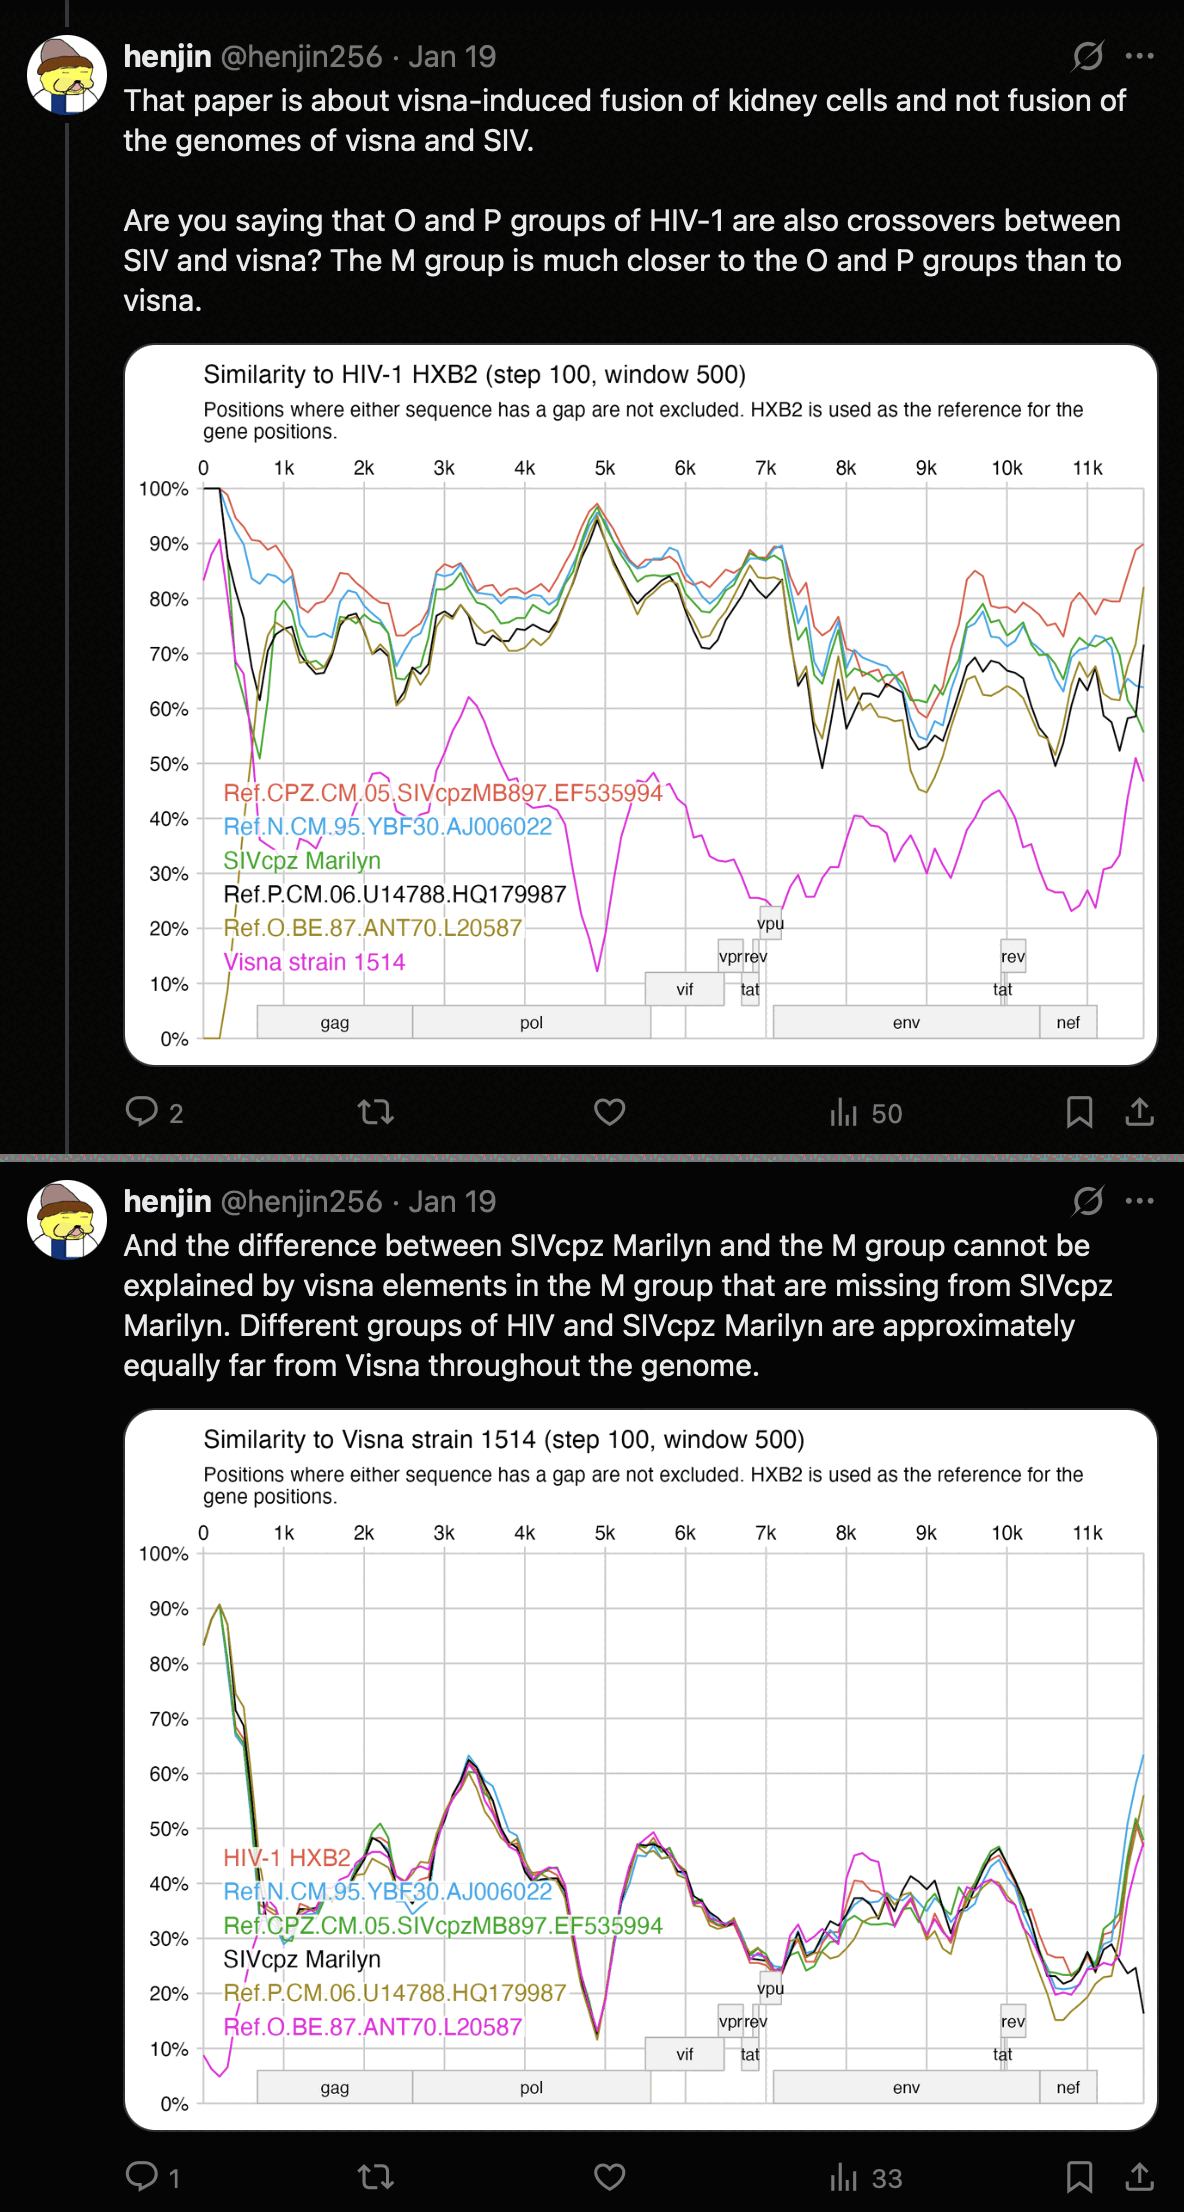 henjin @henjin256 · Jan 19
That paper is about visna-induced fusion of kidney cells and not fusion of
the genomes of visna and SIV.
Are you saying that O and P groups of HIV-1 are also crossovers between
SIV and visna? The M group is much closer to the O and P groups than to
visna.
Similarity to HIV-1 HXB2 (step 100, window 500)
Positions where either sequence has a gap are not excluded. HXB2 is used as the reference for the
gene positions.
0 1k 2k 3k 4k 5k 6k 7k 8k 9k 10k 11k
100%
90%
80%
70%
60%
50%
Ref.CPZ.CM.05.SIVcpzMB897.EF535994
40%
Ref.N.CM.95.YBF30.AJ006022
SIVcpz Marilyn
30%
Ref.P.CM.06.U14788.HQ179987
20%
Ref.O.BE.87.ANT70.L20587
vpu
Visna strain 1514
vpr rev rev
10%
vif tat tat
gag pol env nef
0%
2 50
henjin @henjin256 · Jan 19
And the difference between SIVcpz Marilyn and the M group cannot be
explained by visna elements in the M group that are missing from SIVcpz
Marilyn. Different groups of HIV and SIVcpz Marilyn are approximately
equally far from Visna throughout the genome.
Similarity to Visna strain 1514 (step 100, window 500)
Positions where either sequence has a gap are not excluded. HXB2 is used as the reference for the
gene positions.
0 1k 2k 3k 4k 5k 6k 7k 8k 9k 10k 11k
100%
90%
80%
70%
60%
50%
HIV-1 HXB2
40%
Ref.N.CM.95.YBF30.AJ006022
Ref.CPZ.CM.05.SIVcpzMB897.EF535994
30%
SIVcpz Marilyn
20%
Ref.P.CM.06.U14788.HQ179987
vpu
Ref.O.BE.87.ANT70.L20587
vpr rev rev
10%
vif tat tat
gag pol env nef
0%
1 33